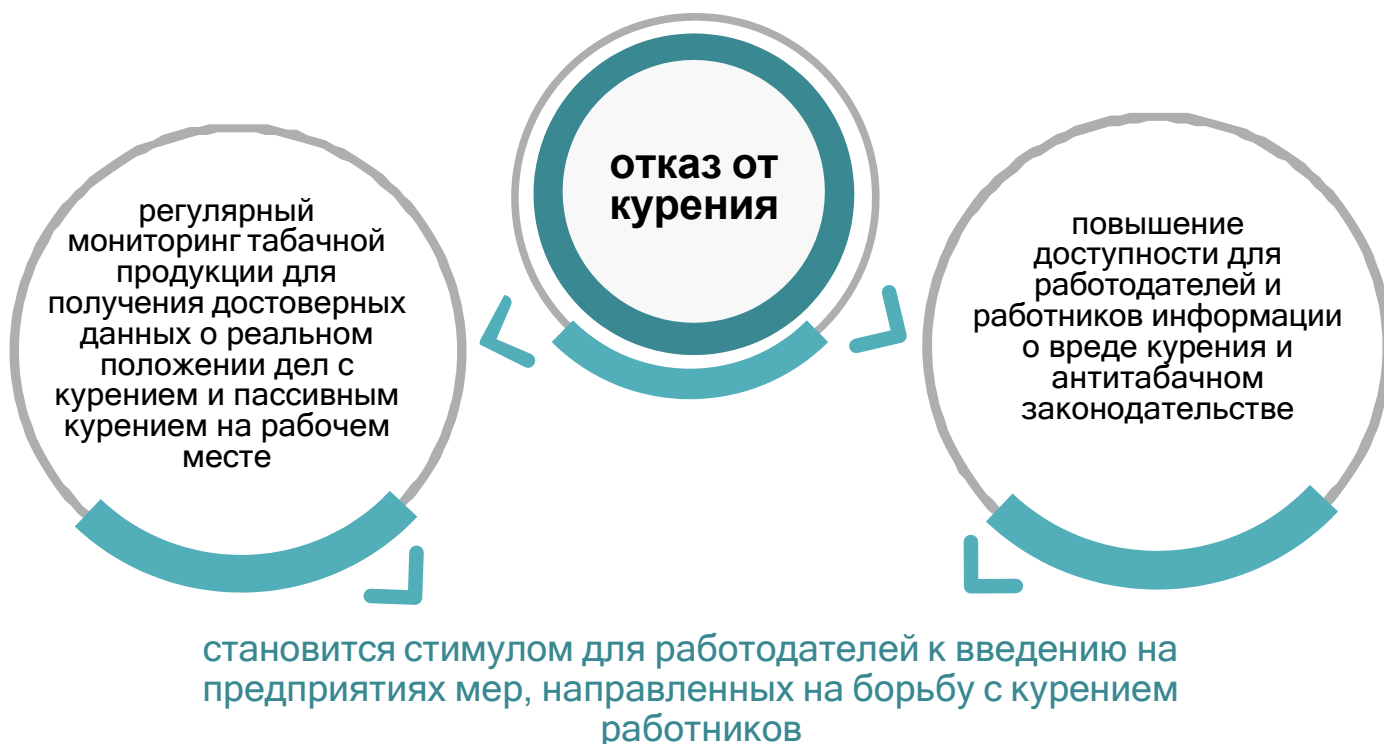 отказ от
курения
регулярный
мониторинг табачной
продукции для
получения достоверных
данных о реальном
положении дел с
курением и пассивным
курением на рабочем
месте
повышение
доступности для
работодателей и
работников информации
о вреде курения и
антитабачном
законодательстве
становится стимулом для работодателей к введению на
предприятиях мер, направленных на борьбу с курением
работников